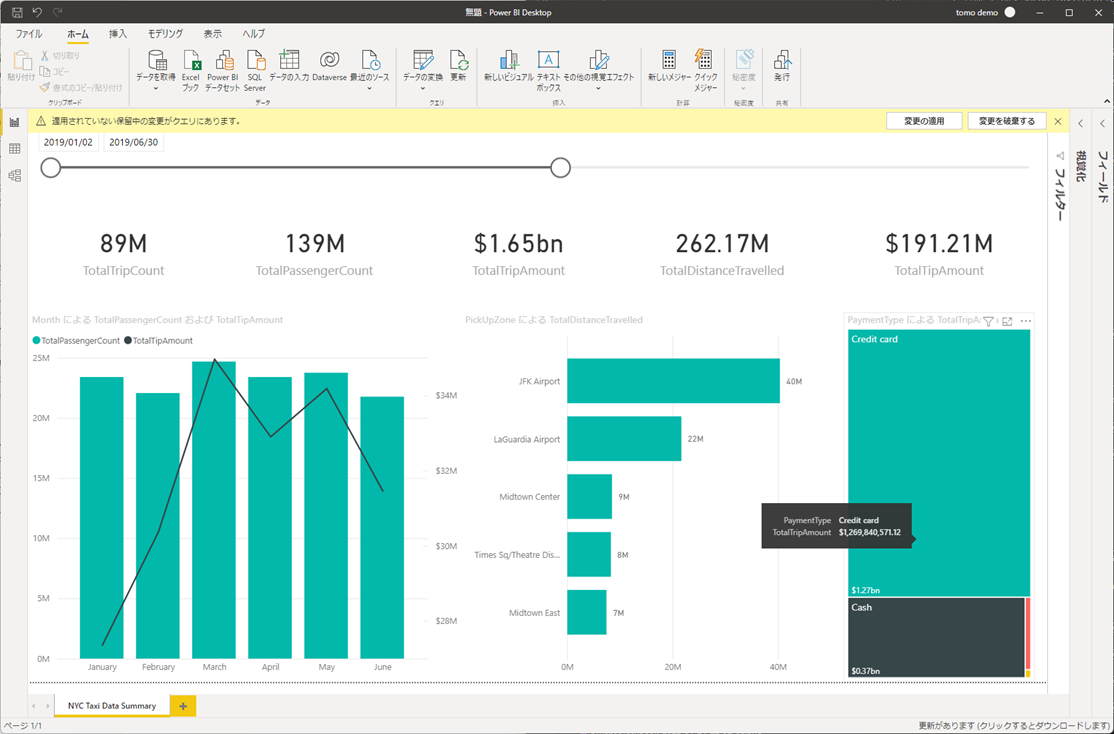 無題 - Power BI Desktop
tomo demo
ファイル ホーム 挿入 モデリング 表示 ヘルプ
貼り付け
切り取り
コピー
書式のコピー/貼り付け
クリップボード
データを取得
Excel ブック
Power BI データセット
SQL Server
データの入力
Dataverse
最近のソース
データ
データの変換
更新
クエリ
新しいビジュアル
テキスト ボックス
その他の視覚エフェクト
挿入
新しいメジャー
クイック メジャー
計算
秘密度
秘密度
発行
共有
適用されていない保留中の変更がクエリにあります。
変更の適用
変更を破棄する
2019/01/02 2019/06/30
フィルター
視覚化
フィールド
89M
TotalTripCount
139M
TotalPassengerCount
$1.65bn
TotalTripAmount
262.17M
TotalDistanceTravelled
$191.21M
TotalTipAmount
Month による TotalPassengerCount および TotalTipAmount
TotalPassengerCount TotalTipAmount
25M
20M
15M
10M
5M
0M
$34M
$32M
$30M
$28M
January February March April May June
PickUpZone による TotalDistanceTravelled
JFK Airport 40M
LaGuardia Airport 22M
Midtown Center 9M
Times Sq/Theatre Dis... 8M
Midtown East 7M
0M 20M 40M
PaymentType による TotalTripA
Credit card
PaymentType Credit card
TotalTripAmount $1,269,840,571.12
$1.27bn
Cash
$0.37bn
NYC Taxi Data Summary
ページ 1/1
更新があります (クリックするとダウンロードします)